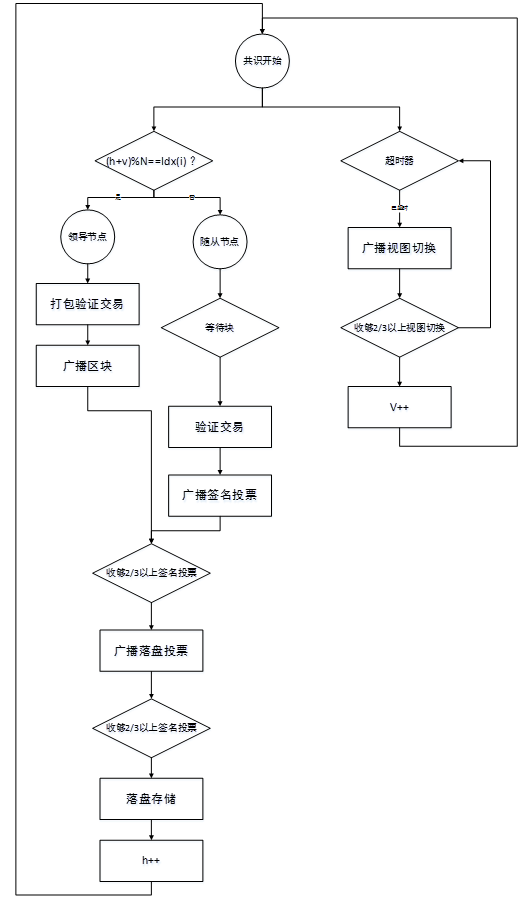 共识开始
(h+v)%N==Idx(i) ?
超时器
是
否
领导节点
随从节点
广播视图切换
打包验证交易
等待块
收够2/3以上视图切换
广播区块
V++
验证交易
广播签名投票
收够2/3以上签名投票
广播落盘投票
收够2/3以上签名投票
落盘存储
h++